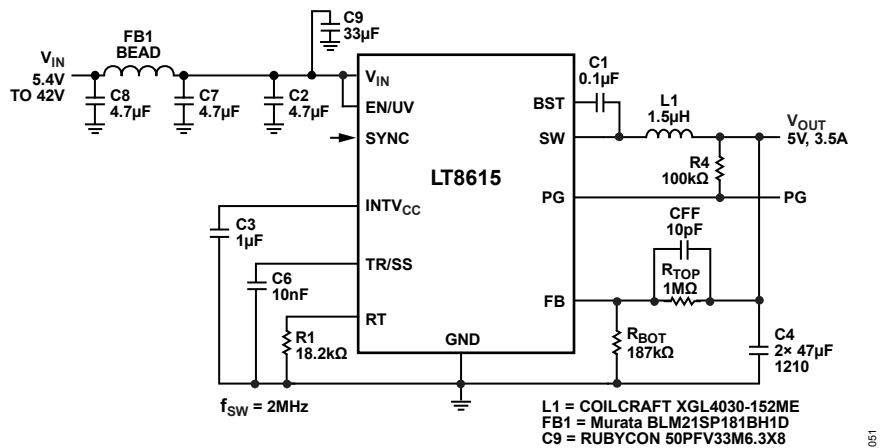 C9
33µF
FB1
BEAD
VIN
5.4V
TO 42V
C8
4.7µF
C7
4.7µF
C2
4.7µF
VIN
EN/UV
SYNC
INTVCC
TR/SS
RT
LT8615
GND
BST
SW
PG
FB
C1
0.1µF
L1
1.5µH
VOUT
5V, 3.5A
R4
100kΩ
PG
CFF
10pF
RTOP
1MΩ
RBOT
187kΩ
C4
2× 47µF
1210
C3
1µF
C6
10nF
R1
18.2kΩ
fSW = 2MHz
L1 = COILCRAFT XGL4030-152ME
FB1 = Murata BLM21SP181BH1D
C9 = RUBYCON 50PFV33M6.3X8
051